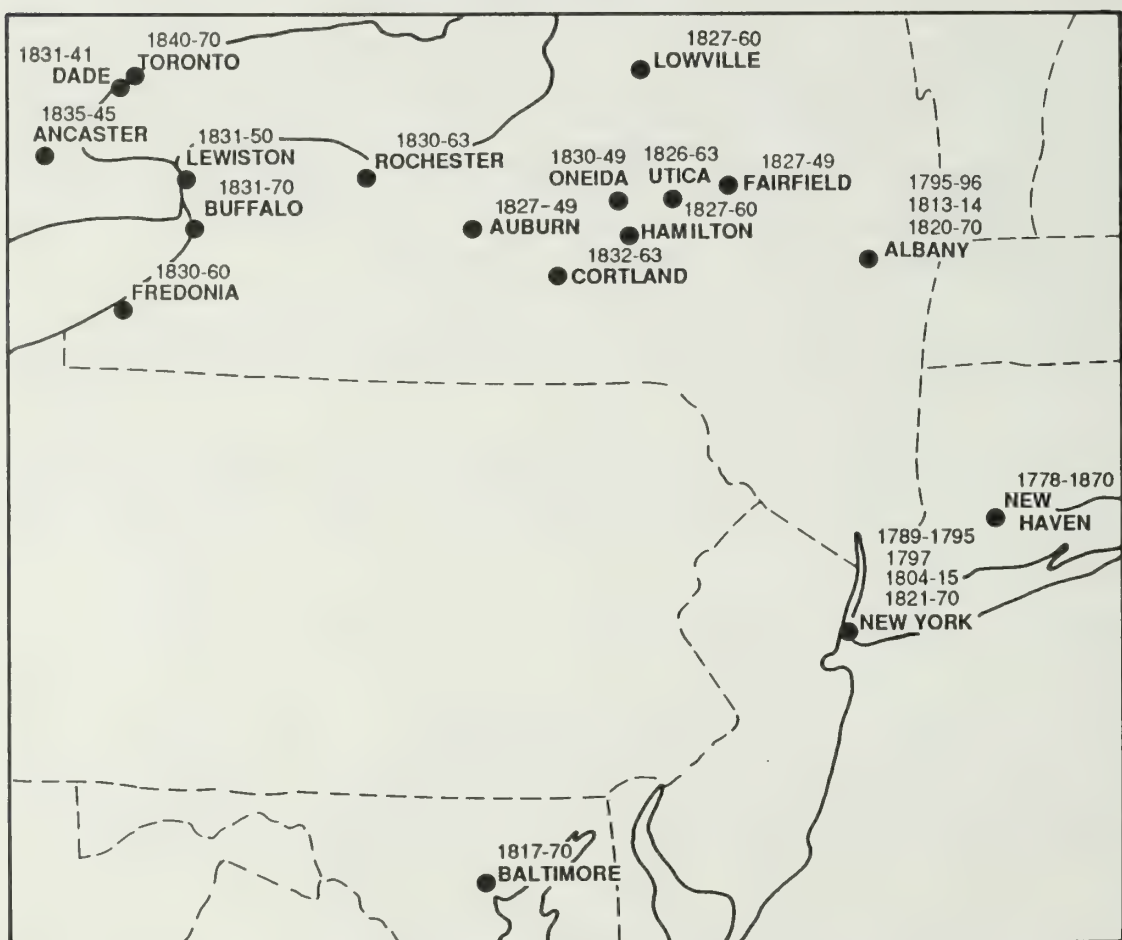 1840-70
TORONTO
1831-41
DADE
1835-45
ANCASTER
1831-50
LEWISTON
1831-70
BUFFALO
1830-60
FREDONIA
1830-63
ROCHESTER
1827-49
AUBURN
1832-63
CORTLAND
1830-49
ONEIDA
1827-60
HAMILTON
1826-63
UTICA
1827-60
LOWVILLE
1827-49
FAIRFIELD
1795-96
1813-14
1820-70
ALBANY
1778-1870
NEW
HAVEN
1789-1795
1797
1804-15
1821-70
NEW YORK
1817-70
BALTIMORE